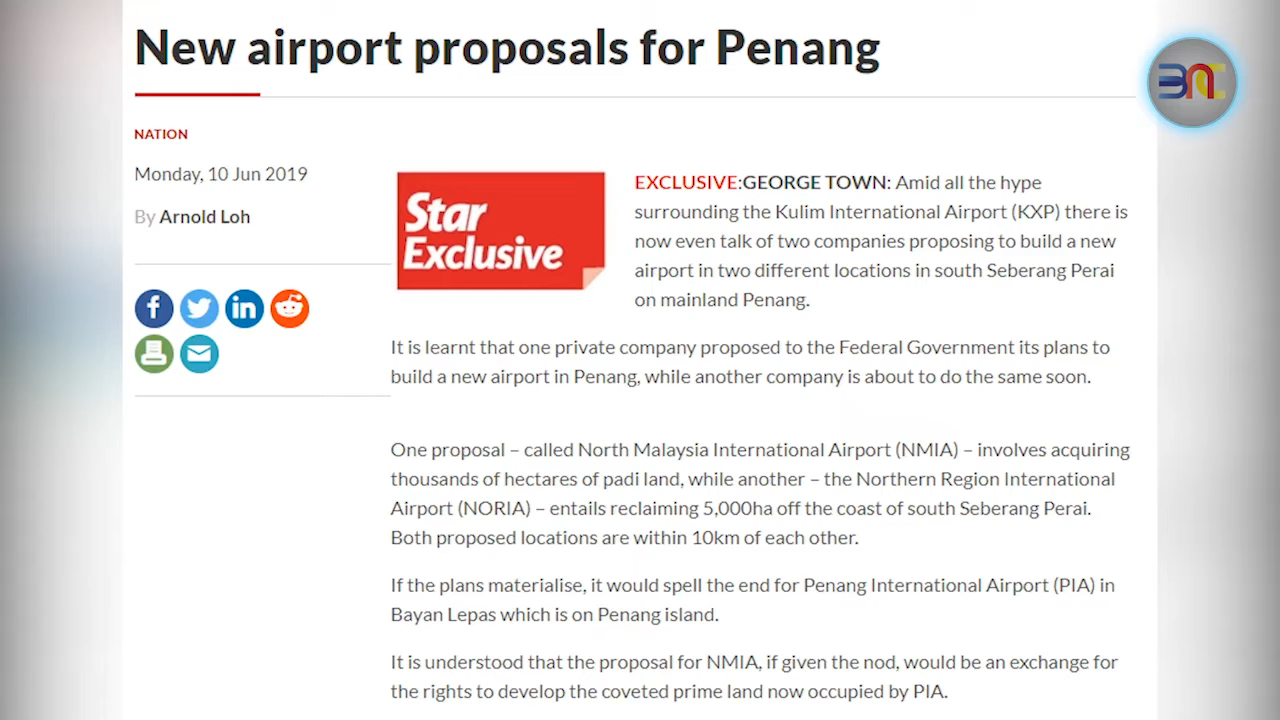 New airport proposals for Penang
BNC
NATION
Monday, 10 Jun 2019
By Arnold Loh
Star
Exclusive
EXCLUSIVE:GEORGE TOWN: Amid all the hype
surrounding the Kulim International Airport (KXP) there is
now even talk of two companies proposing to build a new
airport in two different locations in south Seberang Perai
on mainland Penang.
It is learnt that one private company proposed to the Federal Government its plans to
build a new airport in Penang, while another company is about to do the same soon.
One proposal – called North Malaysia International Airport (NMIA) – involves acquiring
thousands of hectares of padi land, while another – the Northern Region International
Airport (NORIA) – entails reclaiming 5,000ha off the coast of south Seberang Perai.
Both proposed locations are within 10km of each other.
If the plans materialise, it would spell the end for Penang International Airport (PIA) in
Bayan Lepas which is on Penang island.
It is understood that the proposal for NMIA, if given the nod, would be an exchange for
the rights to develop the coveted prime land now occupied by PIA.